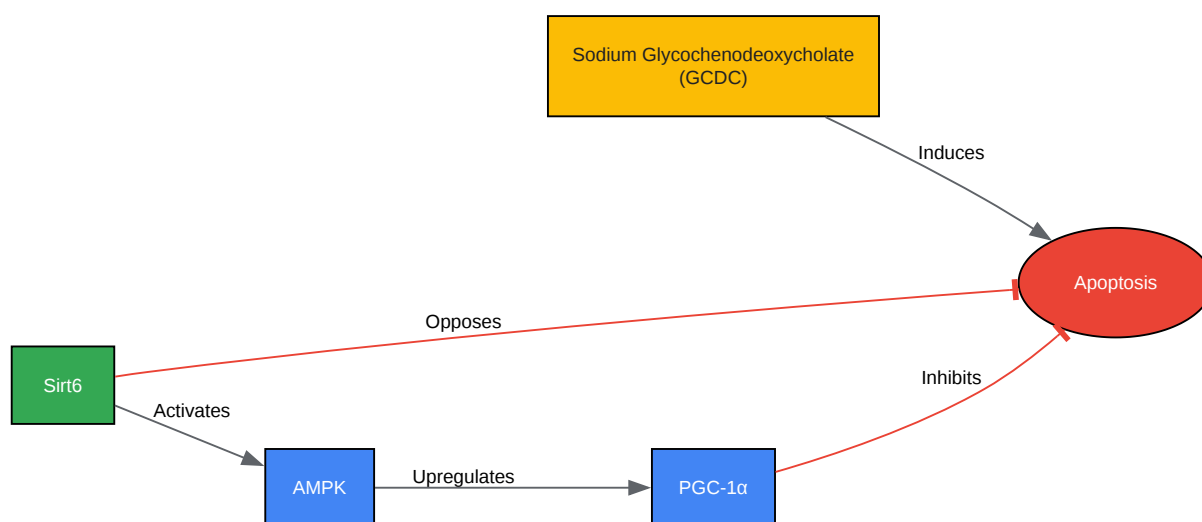 Sodium Glycochenodeoxycholate
(GCDC)
Induces
Apoptosis
Opposes
Sirt6
Inhibits
Activates
AMPK
Upregulates
PGC-1α